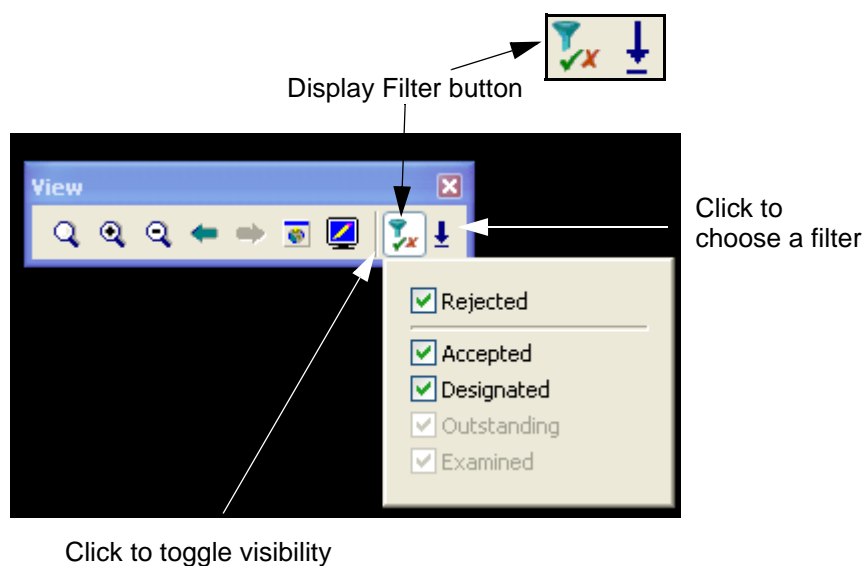 Display Filter button
View
Click to
choose a filter
Rejected
Accepted
Designated
Outstanding
Examined
Click to toggle visibility